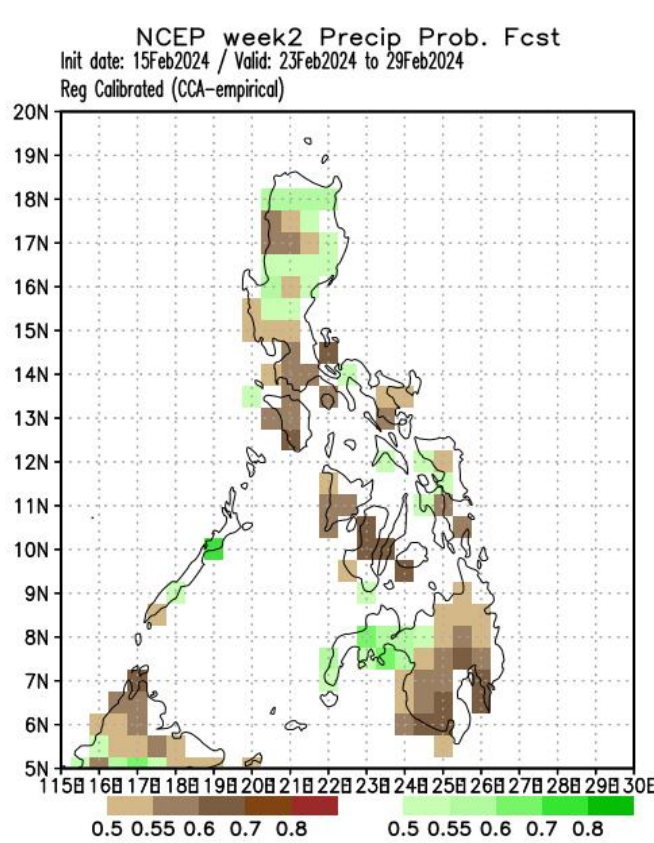 NCEP week2 Precip Prob. Fcst
Init date: 15Feb2024 / Valid: 23Feb2024 to 29Feb2024
Reg Calibrated (CCA-empirical)
20N
19N
18N
17N
16N
15N
14N
13N
12N
11N
10N
9N
8N
7N
6N
5N
115E 116E 117E 118E 119E 120E 121E 122E 123E 124E 125E 126E 127E 128E 129E 130E
0.5 0.55 0.6 0.7 0.8 0.5 0.55 0.6 0.7 0.8